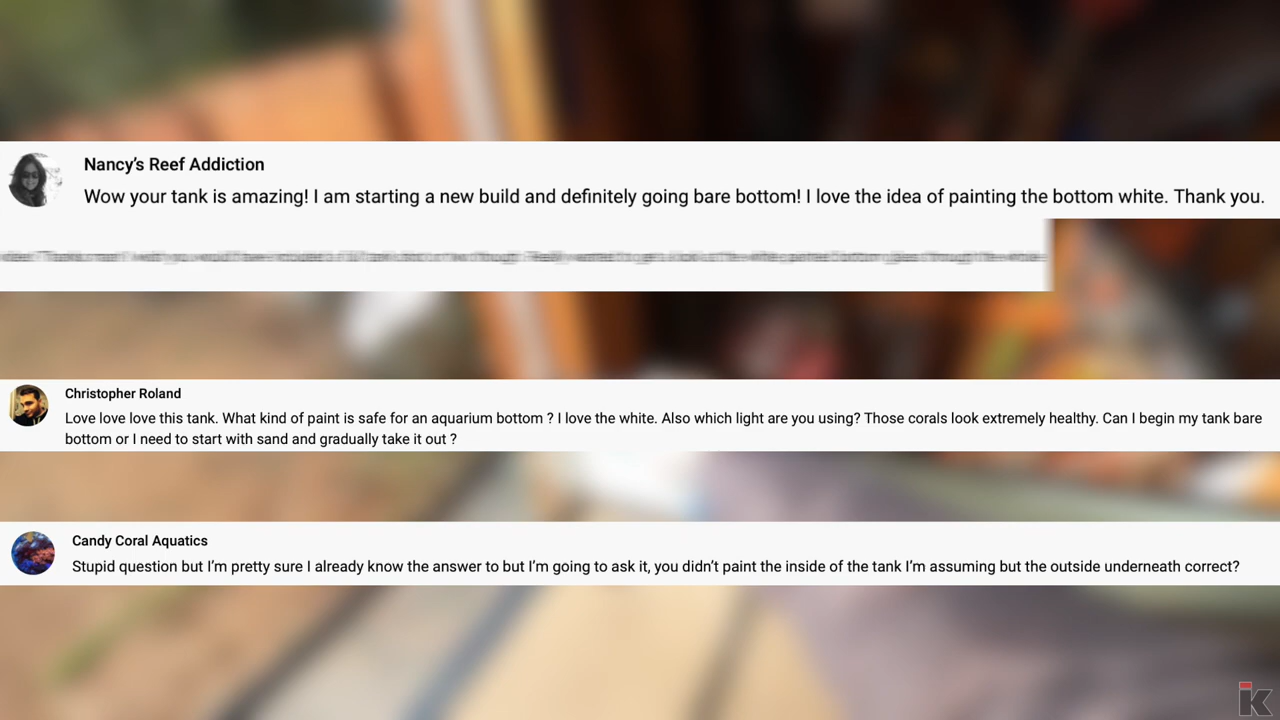 Nancy’s Reef Addiction
Wow your tank is amazing! I am starting a new build and definitely going bare bottom! I love the idea of painting the bottom white. Thank you.
Christopher Roland
Love love love this tank. What kind of paint is safe for an aquarium bottom ? I love the white. Also which light are you using? Those corals look extremely healthy. Can I begin my tank bare
bottom or I need to start with sand and gradually take it out ?
Candy Coral Aquatics
Stupid question but I’m pretty sure I already know the answer to but I’m going to ask it, you didn’t paint the inside of the tank I’m assuming but the outside underneath correct?
iK